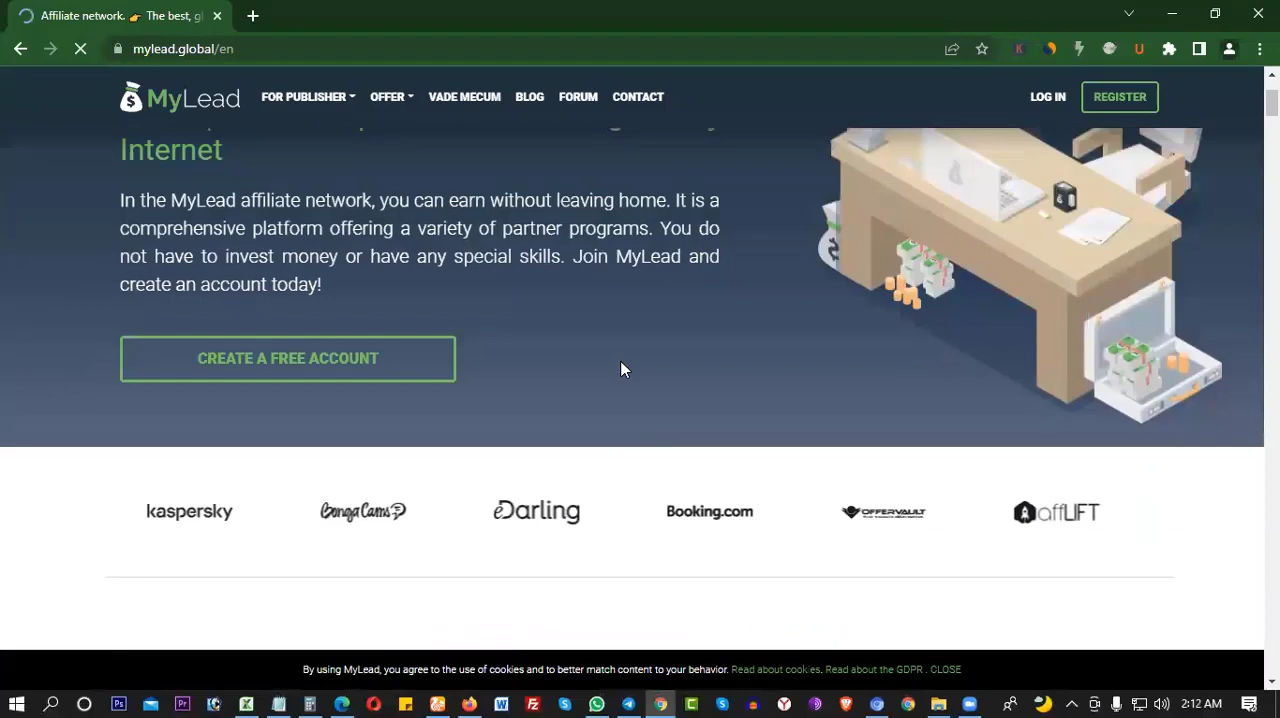 Affiliate network. 👉 The best, gl
mylead.global/en
MyLead
FOR PUBLISHER OFFER VADE MECUM BLOG FORUM CONTACT
LOG IN REGISTER
Internet
In the MyLead affiliate network, you can earn without leaving home. It is a
comprehensive platform offering a variety of partner programs. You do
not have to invest money or have any special skills. Join MyLead and
create an account today!
CREATE A FREE ACCOUNT
kaspersky BongaCams eDarling Booking.com OFFERVAULT affLIFT
By using MyLead, you agree to the use of cookies and to better match content to your behavior. Read about cookies. Read about the GDPR . CLOSE
2:12 AM